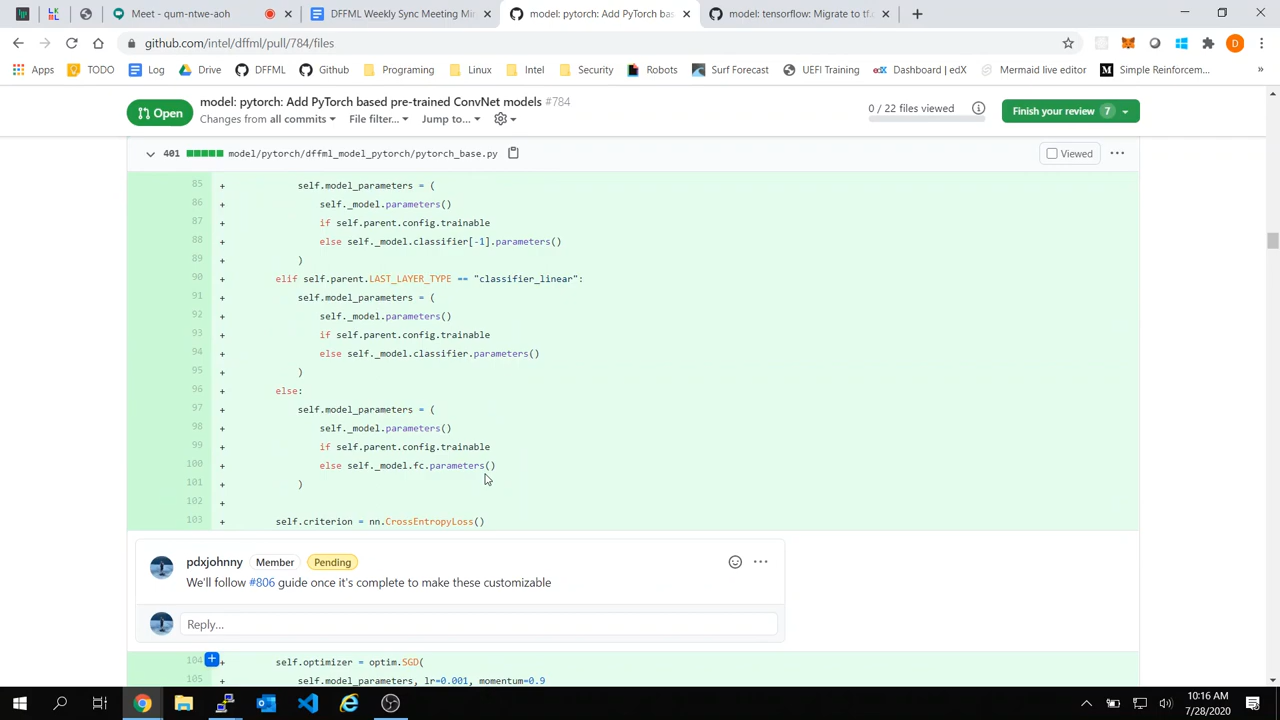 Meet - qum-ntwe-aoh
DFFML Weekly Sync Meeting Mi
model: pytorch: Add PyTorch bas
model: tensorflow: Migrate to tf.
github.com/intel/dffml/pull/784/files
D
Apps
TODO
Log
Drive
DFFML
Github
Programing
Linux
Intel
Security
Robots
Surf Forecast
UEFI Training
Dashboard | edX
Mermaid live editor
Simple Reinforcem...
Open
model: pytorch: Add PyTorch based pre-trained ConvNet models #784
Changes from all commits
File filter...
Jump to...
0 / 22 files viewed
Finish your review 7
401 model/pytorch/dffml_model_pytorch/pytorch_base.py
Viewed
85 + self.model_parameters = (
86 + self._model.parameters()
87 + if self.parent.config.trainable
88 + else self._model.classifier[-1].parameters()
89 + )
90 + elif self.parent.LAST_LAYER_TYPE == "classifier_linear":
91 + self.model_parameters = (
92 + self._model.parameters()
93 + if self.parent.config.trainable
94 + else self._model.classifier.parameters()
95 + )
96 + else:
97 + self.model_parameters = (
98 + self._model.parameters()
99 + if self.parent.config.trainable
100 + else self._model.fc.parameters()
101 + )
102 +
103 + self.criterion = nn.CrossEntropyLoss()
pdxjohnny Member Pending
We'll follow #806 guide once it's complete to make these customizable
Reply...
104 + self.optimizer = optim.SGD(
105 + self.model_parameters, lr=0.001, momentum=0.9
10:16 AM
7/28/2020